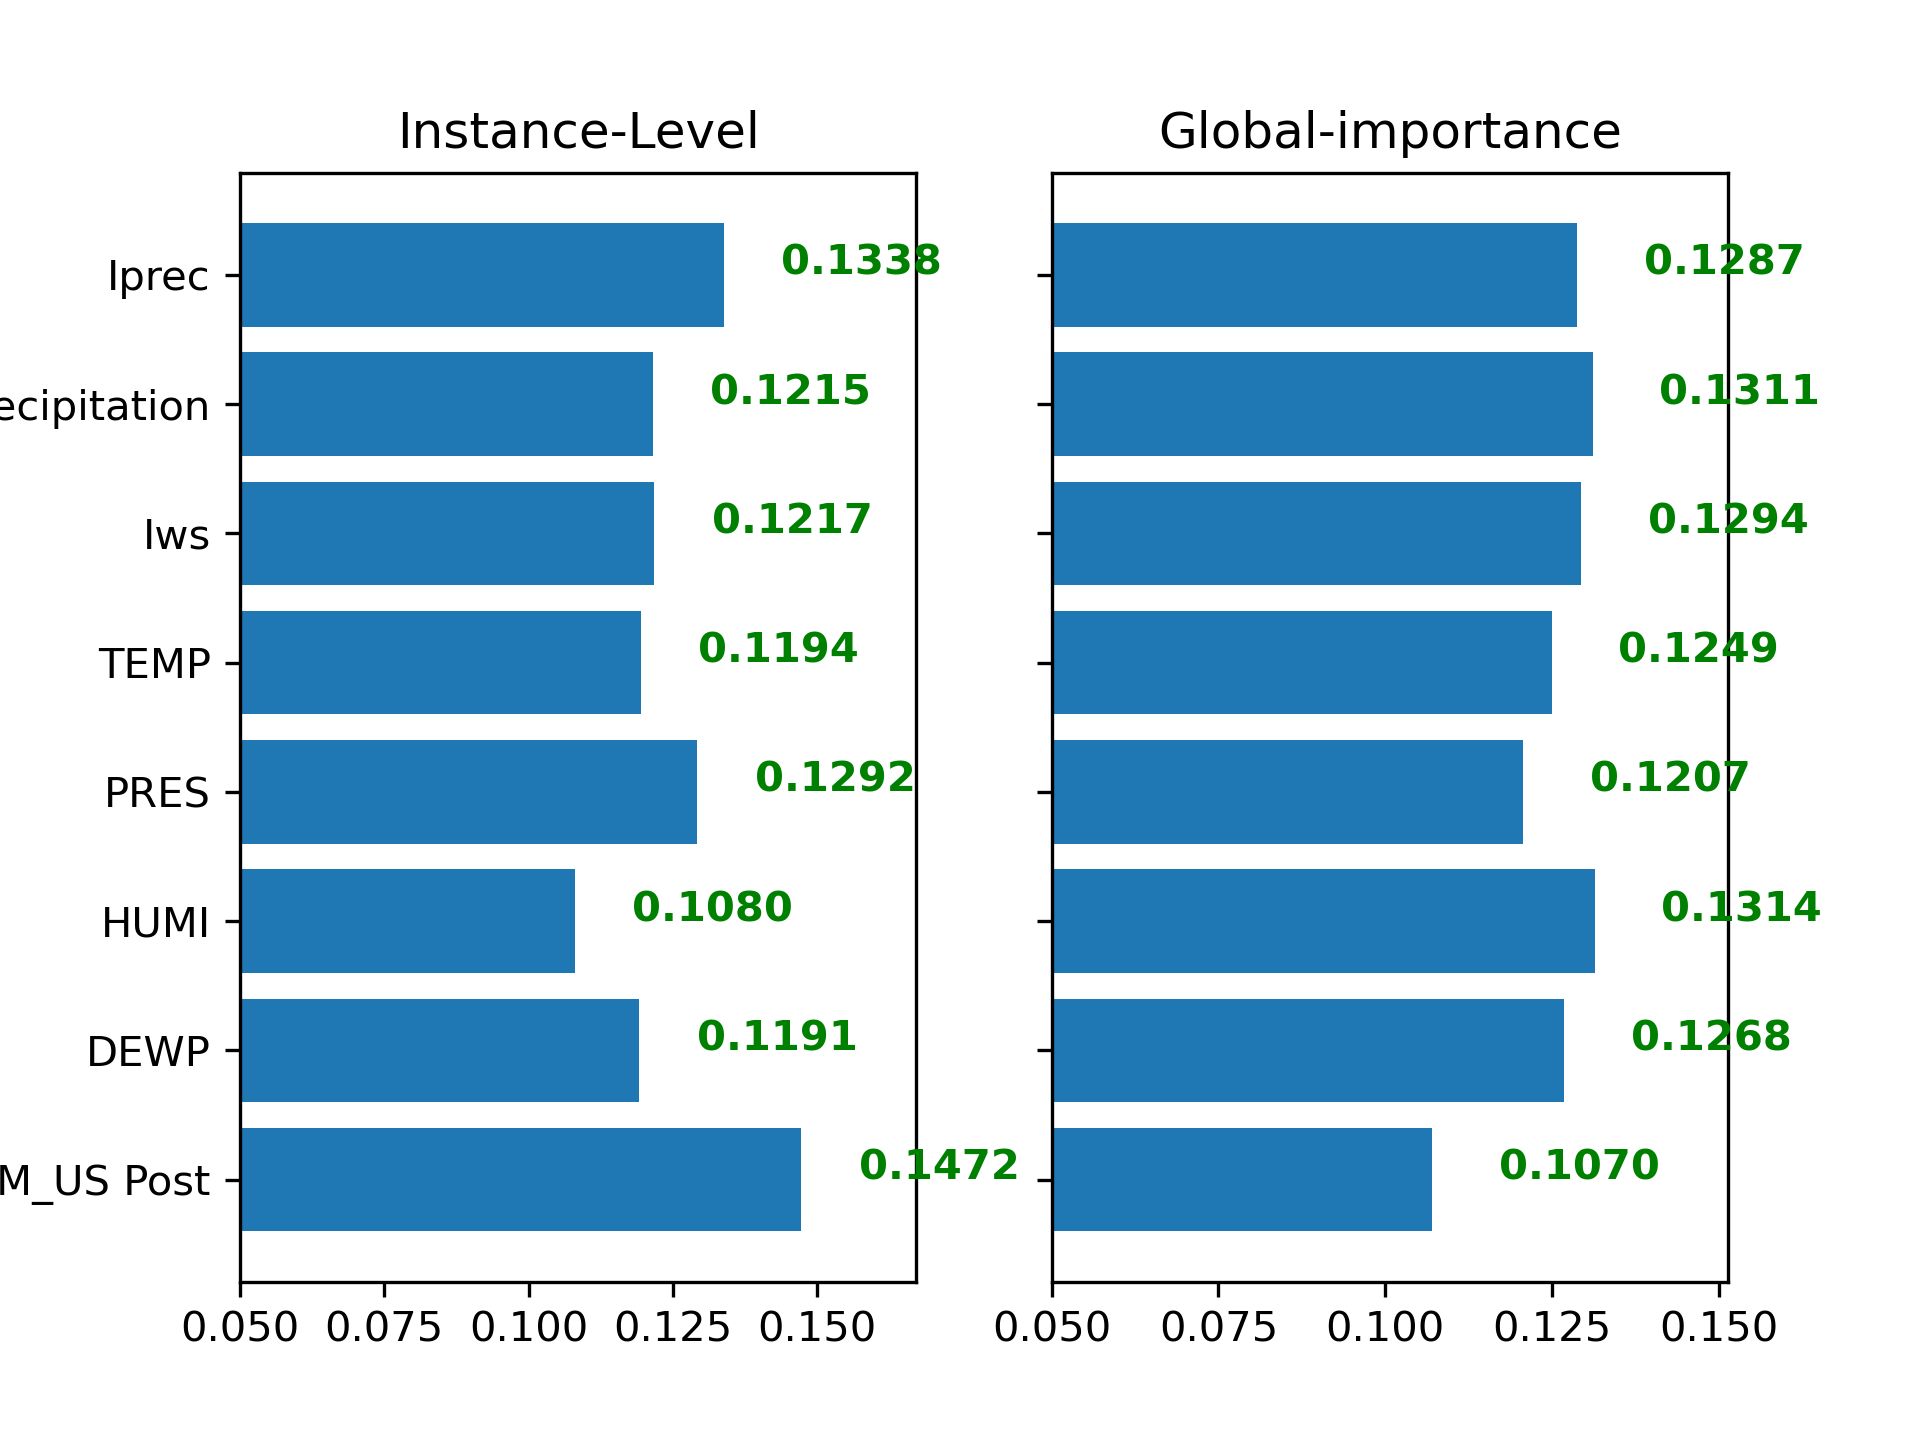 Instance-Level
Global-importance
Iprec 0.1338 0.1287
ecipitation 0.1215 0.1311
Iws 0.1217 0.1294
TEMP 0.1194 0.1249
PRES 0.1292 0.1207
HUMI 0.1080 0.1314
DEWP 0.1191 0.1268
M_US Post 0.1472 0.1070
0.050 0.075 0.100 0.125 0.150
0.050 0.075 0.100 0.125 0.150